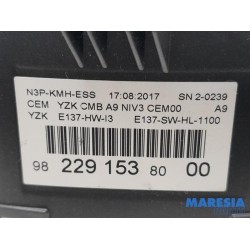 N3P-KMH-ESS 17:08:2017 SN 2-0239
CEM YZK CMB A9 NIV3 CEM00 A9
YZK E137-HW-I3 E137-SW-HL-1100
98 229 153 80 00
MARESIA